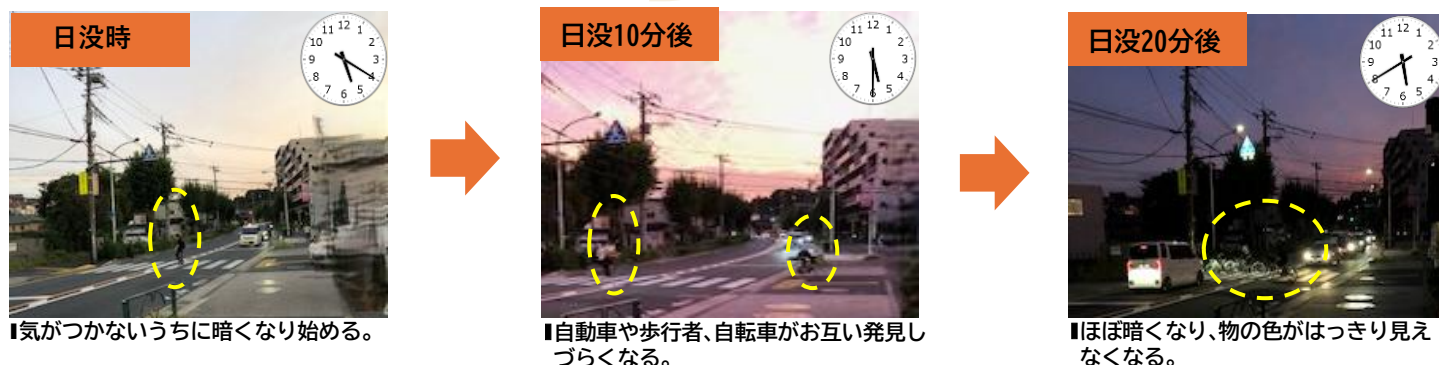 日没時
11 12 1
10 2
9 3
8 4
7 6 5
▮気がつかないうちに暗くなり始める。
日没10分後
11 12 1
10 2
9 3
8 4
7 6 5
▮自動車や歩行者、自転車がお互い発見し
づらくなる。
日没20分後
11 12 1
10 2
9 3
8 4
7 6 5
▮ほぼ暗くなり、物の色がはっきり見え
なくなる。